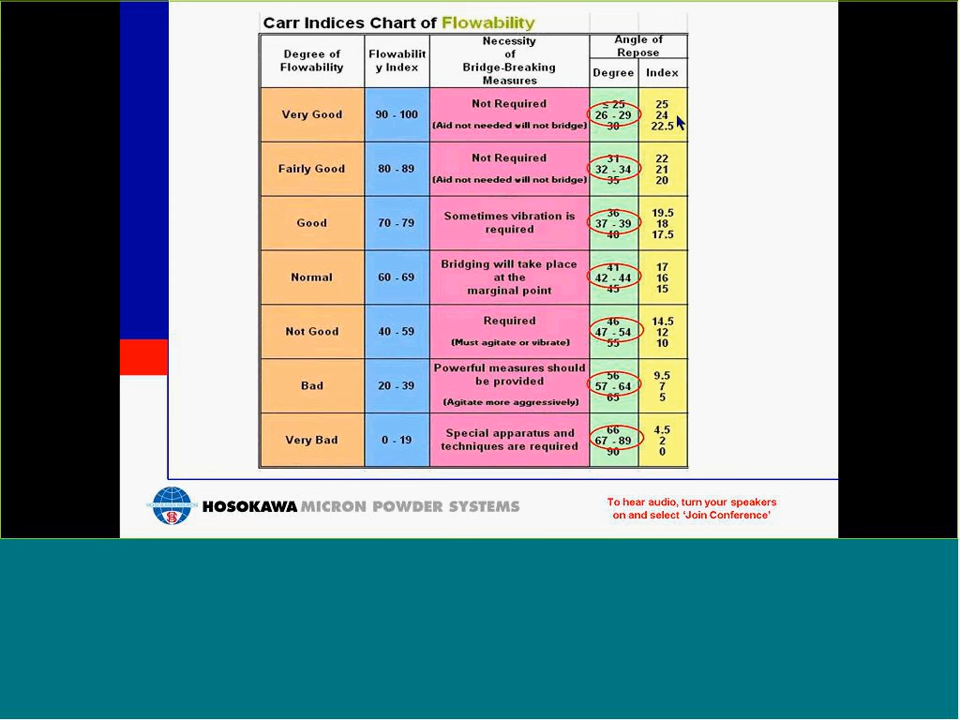 Carr Indices Chart of Flowability
Degree of
Flowability
Flowabilit
y Index
Necessity
of
Bridge-Breaking
Measures
Angle of
Repose
Degree
Index
Very Good
90 - 100
Not Required
(Aid not needed will not bridge)
≤ 25
26 - 29
30
25
24
22.5
Fairly Good
80 - 89
Not Required
(Aid not needed will not bridge)
31
32 - 34
35
22
21
20
Good
70 - 79
Sometimes vibration is
required
36
37 - 39
40
19.5
18
17.5
Normal
60 - 69
Bridging will take place
at the
marginal point
41
42 - 44
45
17
16
15
Not Good
40 - 59
Required
(Must agitate or vibrate)
46
47 - 54
55
14.5
12
10
Bad
20 - 39
Powerful measures should
be provided
(Agitate more aggressively)
56
57 - 64
65
9.5
7
5
Very Bad
0 - 19
Special apparatus and
techniques are required
66
67 - 89
90
4.5
2
0
HOSOKAWA MICRON POWDER SYSTEMS
To hear audio, turn your speakers
on and select ‘Join Conference’